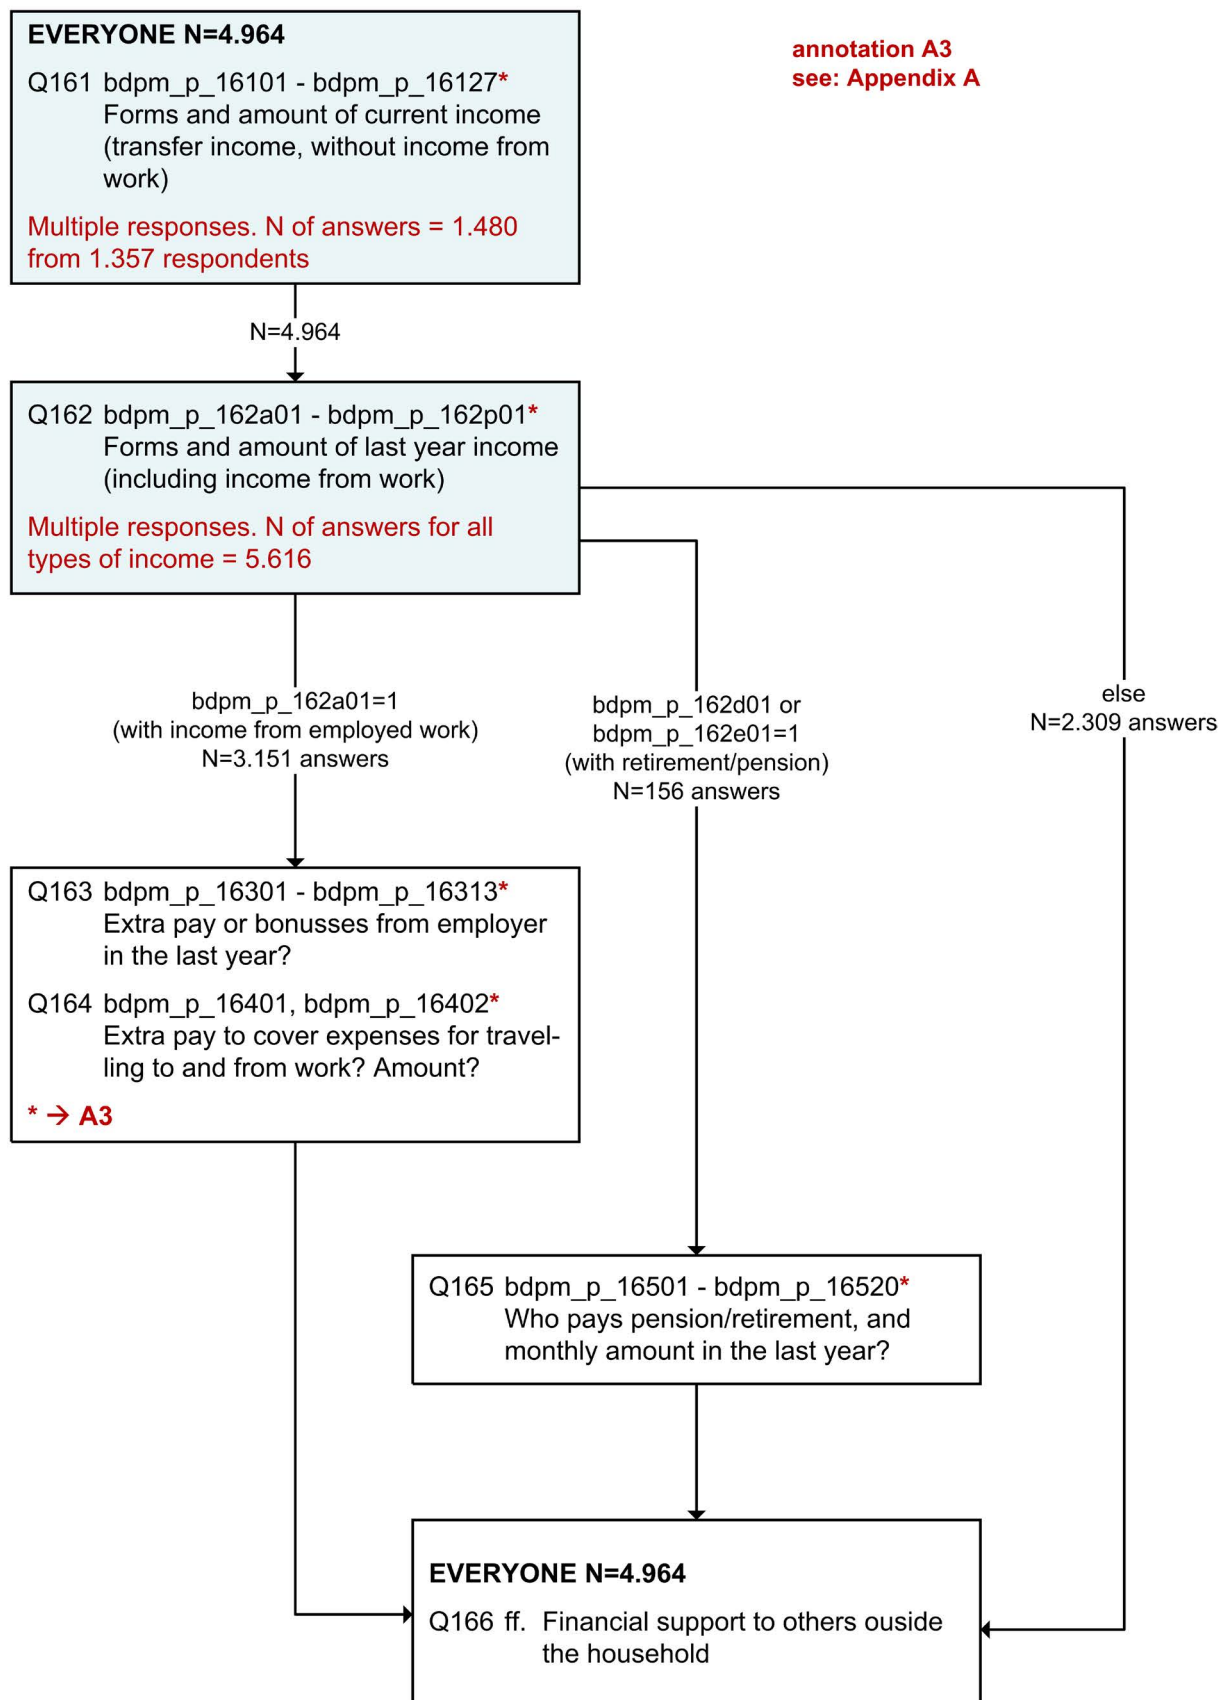 EVERYONE N=4.964
Q161 bdpm_p_16101 - bdpm_p_16127*
Forms and amount of current income
(transfer income, without income from
work)
Multiple responses. N of answers = 1.480
from 1.357 respondents
annotation A3
see: Appendix A
N=4.964
Q162 bdpm_p_162a01 - bdpm_p_162p01*
Forms and amount of last year income
(including income from work)
Multiple responses. N of answers for all
types of income = 5.616
bdpm_p_162a01=1
(with income from employed work)
N=3.151 answers
bdpm_p_162d01 or
bdpm_p_162e01=1
(with retirement/pension)
N=156 answers
else
N=2.309 answers
Q163 bdpm_p_16301 - bdpm_p_16313*
Extra pay or bonusses from employer
in the last year?
Q164 bdpm_p_16401, bdpm_p_16402*
Extra pay to cover expenses for travel-
ling to and from work? Amount?
* → A3
Q165 bdpm_p_16501 - bdpm_p_16520*
Who pays pension/retirement, and
monthly amount in the last year?
EVERYONE N=4.964
Q166 ff. Financial support to others ouside
the household